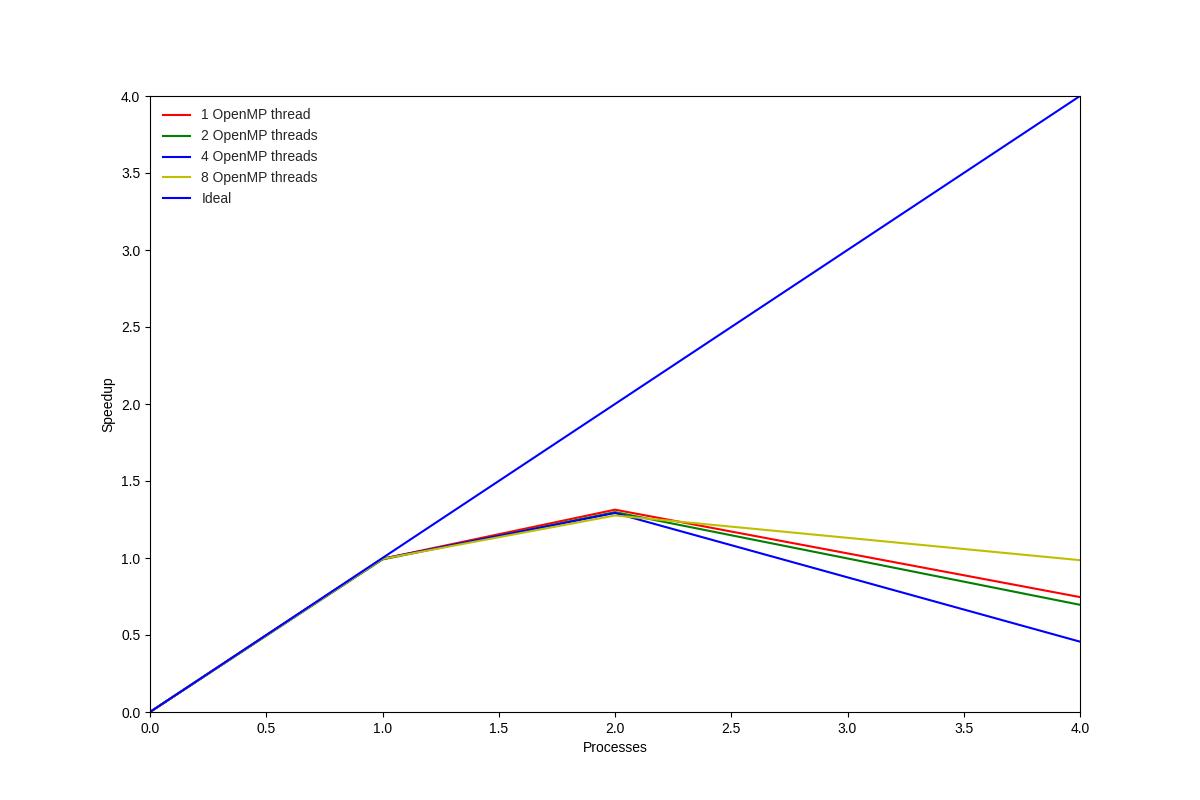 4.0
3.5
3.0
2.5
2.0
1.5
1.0
0.5
0.0
Speedup
1 OpenMP thread
2 OpenMP threads
4 OpenMP threads
8 OpenMP threads
Ideal
0.0 0.5 1.0 1.5 2.0 2.5 3.0 3.5 4.0
Processes